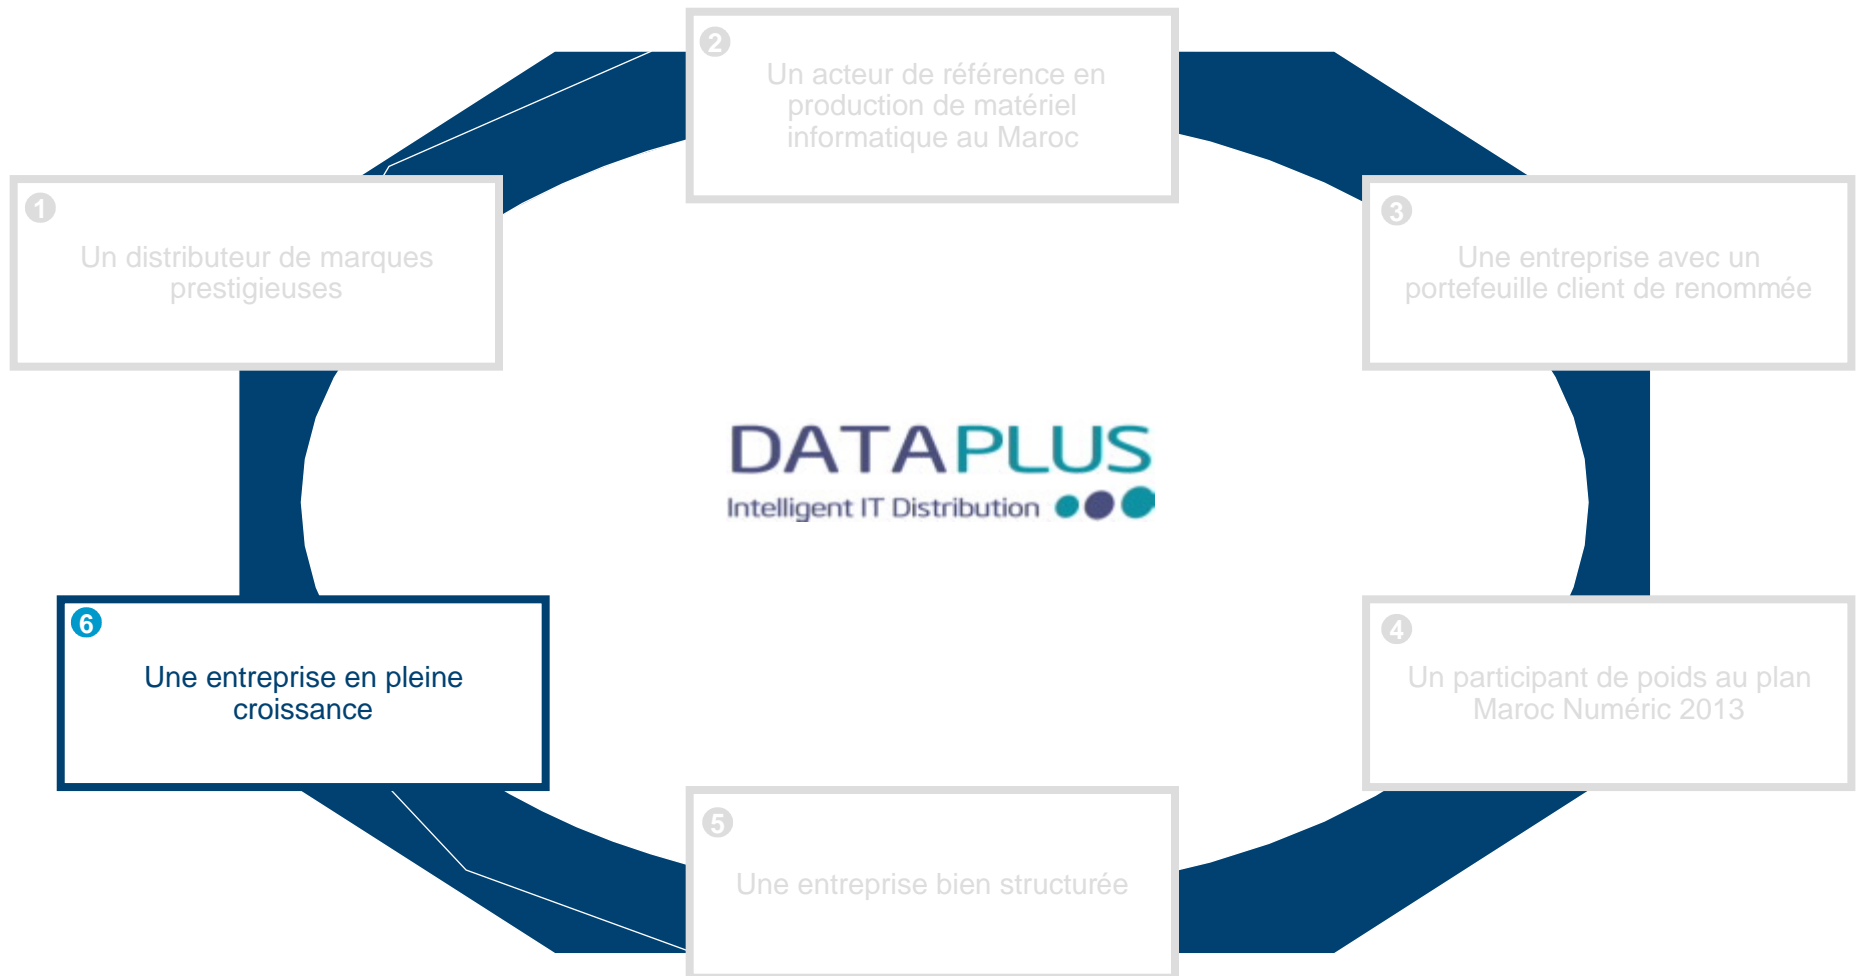 1
Un distributeur de marques
prestigieuses
2
Un acteur de référence en
production de matériel
informatique au Maroc
3
Une entreprise avec un
portefeuille client de renommée
DATAPLUS
Intelligent IT Distribution
4
Un participant de poids au plan
Maroc Numéric 2013
5
Une entreprise bien structurée
6
Une entreprise en pleine
croissance